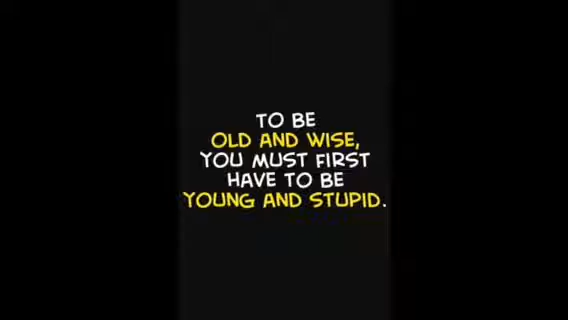 TO BE
OLD AND WISE,
YOU MUST FIRST
HAVE TO BE
YOUNG AND STUPID.